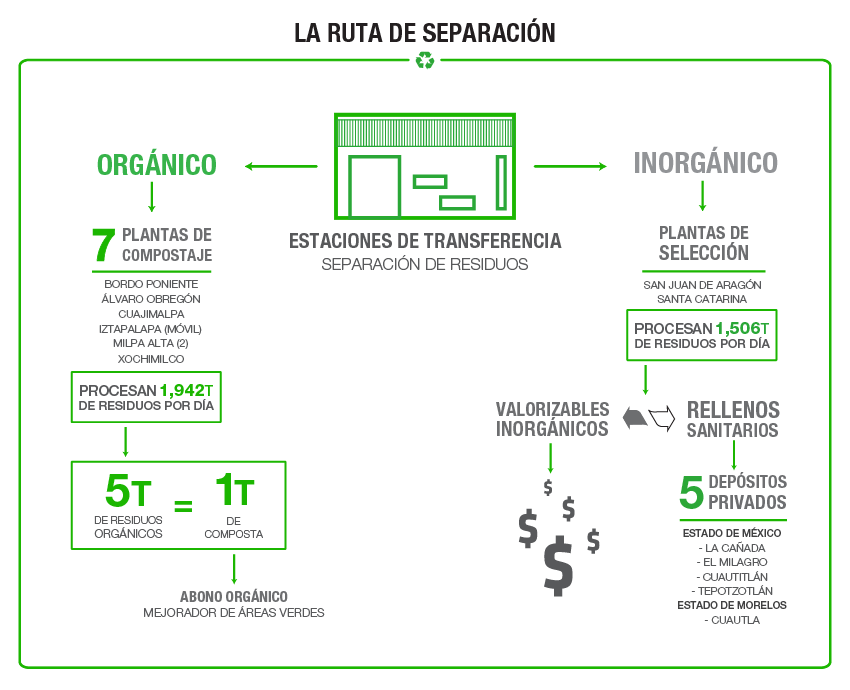 LA RUTA DE SEPARACIÓN
ORGÁNICO
7 PLANTAS DE
COMPOSTAJE
BORDO PONIENTE
ÁLVARO OBREGÓN
CUAJIMALPA
IZTAPALAPA (MÓVIL)
MILPA ALTA (2)
XOCHIMILCO
PROCESAN 1,942T
DE RESIDUOS POR DÍA
5T
DE RESIDUOS
ORGÁNICOS
=
1T
DE
COMPOSTA
ABONO ORGÁNICO
MEJORADOR DE ÁREAS VERDES
ESTACIONES DE TRANSFERENCIA
SEPARACIÓN DE RESIDUOS
INORGÁNICO
PLANTAS DE
SELECCIÓN
SAN JUAN DE ARAGÓN
SANTA CATARINA
PROCESAN 1,506T
DE RESIDUOS POR DÍA
VALORIZABLES
INORGÁNICOS
$
$
$
$
$
RELLENOS
SANITARIOS
5 DEPÓSITOS
PRIVADOS
ESTADO DE MÉXICO
- LA CAÑADA
- EL MILAGRO
- CUAUTITLÁN
- TEPOTZOTLÁN
ESTADO DE MORELOS
- CUAUTLA